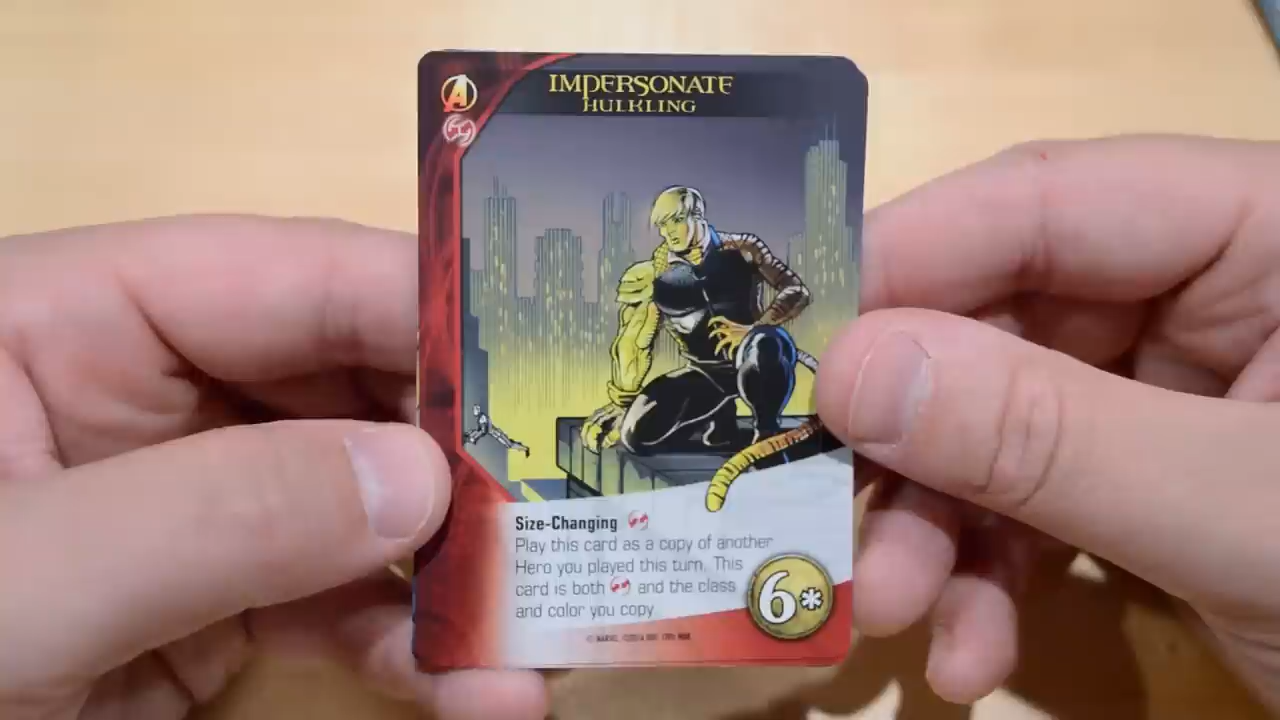 IMPERSONATE
HULKLING
Size-Changing
Play this card as a copy of another
Hero you played this turn. This
card is both and the class
and color you copy.
6*